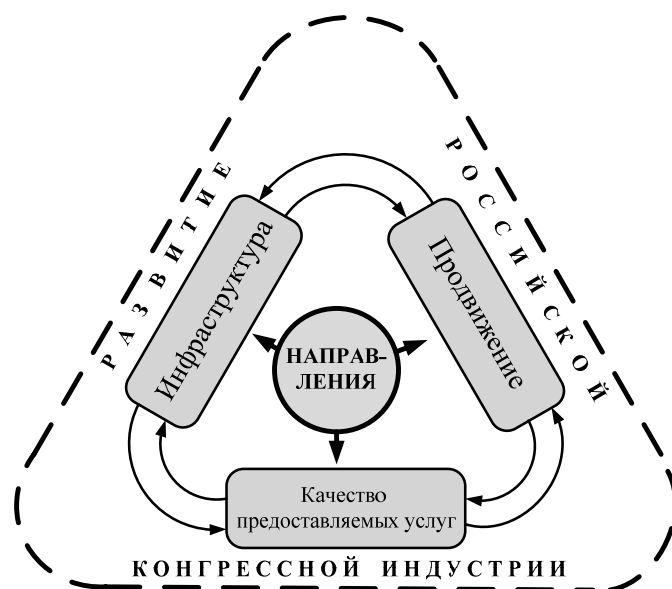 РАЗВИТИЕ
РОССИЙСКОЙ
Инфраструктура
Продвижение
НАПРАВ-
ЛЕНИЯ
Качество
предоставляемых услуг
КОНГРЕССНОЙ ИНДУСТРИИ